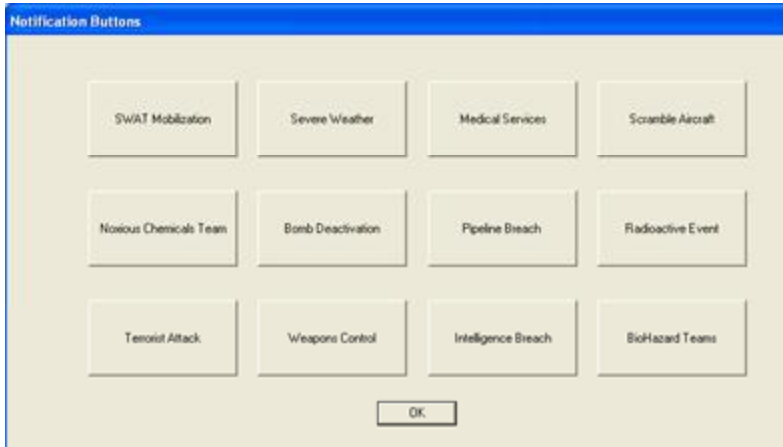 Notification Buttons
SWAT Mobilization
Severe Weather
Medical Services
Scramble Aircraft
Noxious Chemicals Team
Bomb Deactivation
Pipeline Breach
Radioactive Event
Terrorist Attack
Weapons Control
Intelligence Breach
BioHazard Teams
OK